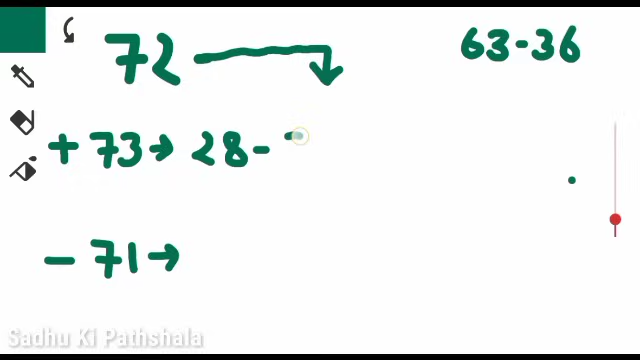 72 → 63-36
+ 73 → 28-
- 71 →
Sadhu Ki Pathshala